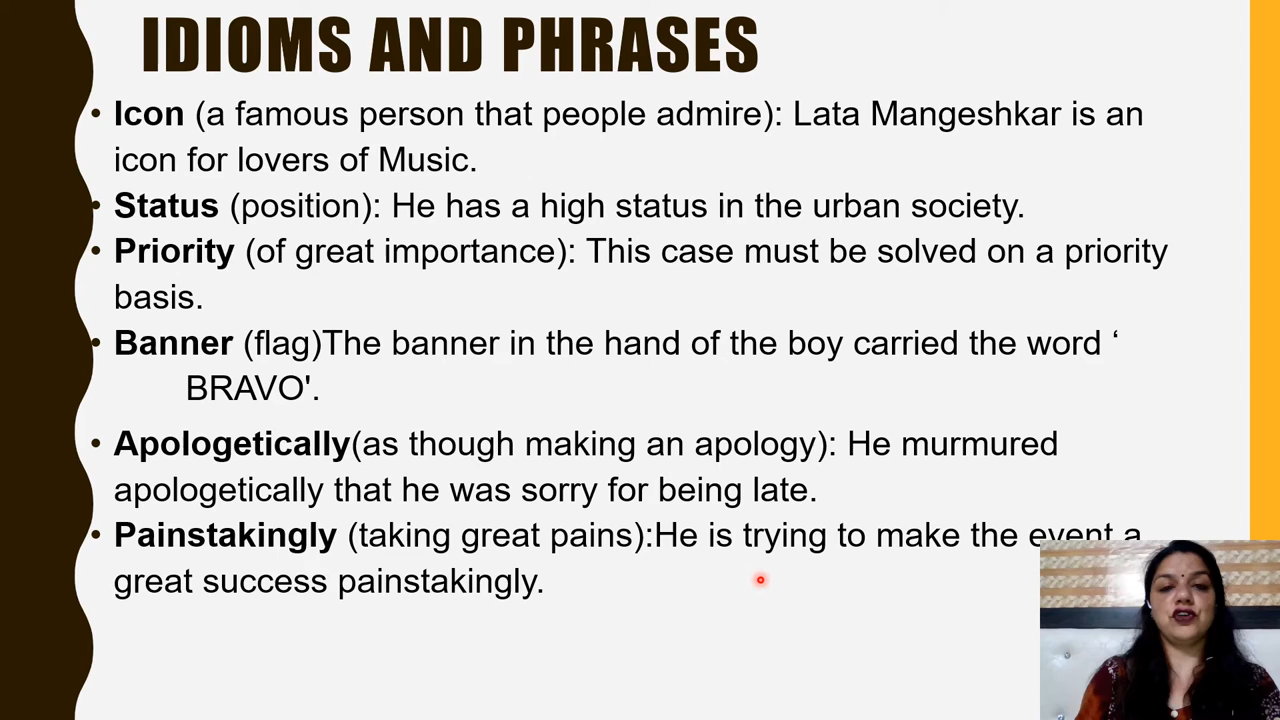 IDIOMS AND PHRASES
• Icon (a famous person that people admire): Lata Mangeshkar is an
icon for lovers of Music.
• Status (position): He has a high status in the urban society.
• Priority (of great importance): This case must be solved on a priority
basis.
• Banner (flag)The banner in the hand of the boy carried the word ‘
BRAVO'.
• Apologetically(as though making an apology): He murmured
apologetically that he was sorry for being late.
• Painstakingly (taking great pains):He is trying to make the event a
great success painstakingly.